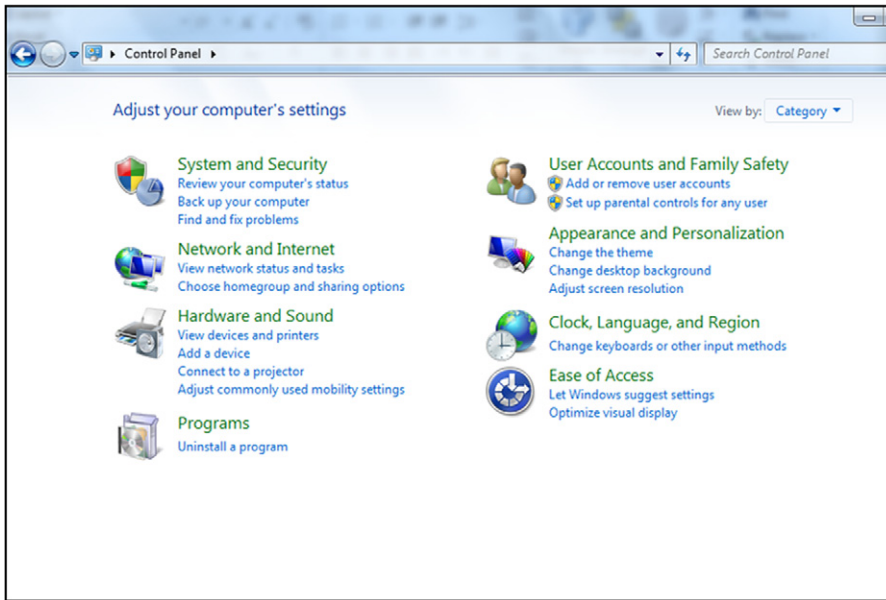 Control Panel
Search Control Panel
Adjust your computer's settings
View by: Category
System and Security
Review your computer's status
Back up your computer
Find and fix problems
Network and Internet
View network status and tasks
Choose homegroup and sharing options
Hardware and Sound
View devices and printers
Add a device
Connect to a projector
Adjust commonly used mobility settings
Programs
Uninstall a program
User Accounts and Family Safety
Add or remove user accounts
Set up parental controls for any user
Appearance and Personalization
Change the theme
Change desktop background
Adjust screen resolution
Clock, Language, and Region
Change keyboards or other input methods
Ease of Access
Let Windows suggest settings
Optimize visual display